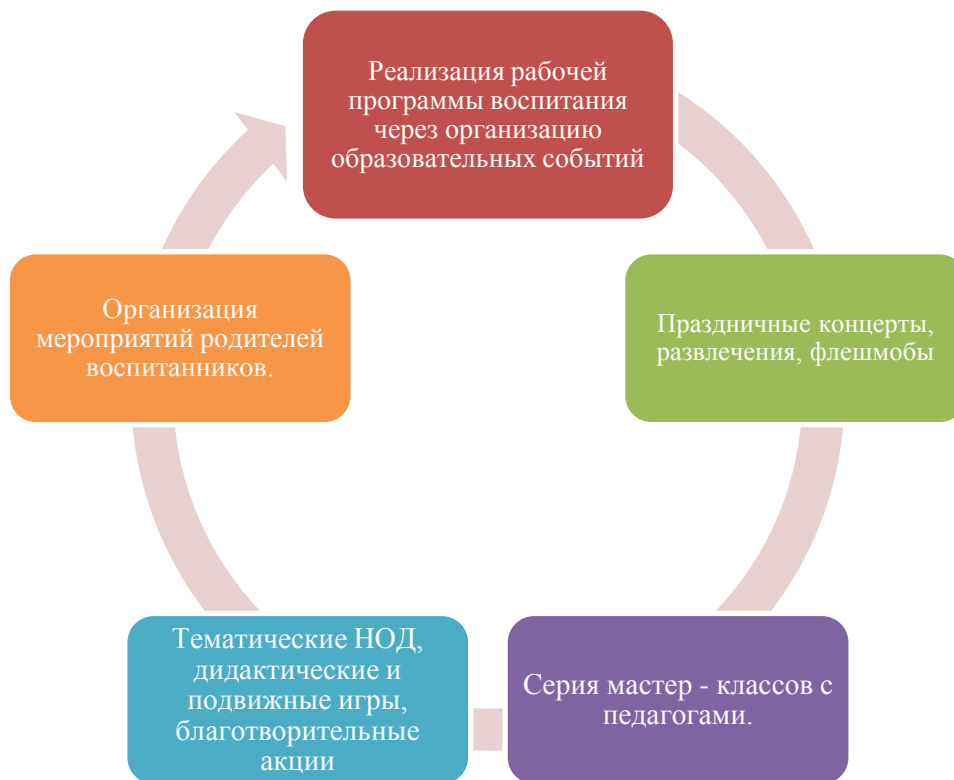 Реализация рабочей
программы воспитания
через организацию
образовательных событий
Праздничные концерты,
развлечения, флешмобы
Серия мастер - классов с
педагогами.
Тематические НОД,
дидактические и
подвижные игры,
благотворительные
акции
Организация
мероприятий родителей
воспитанников.